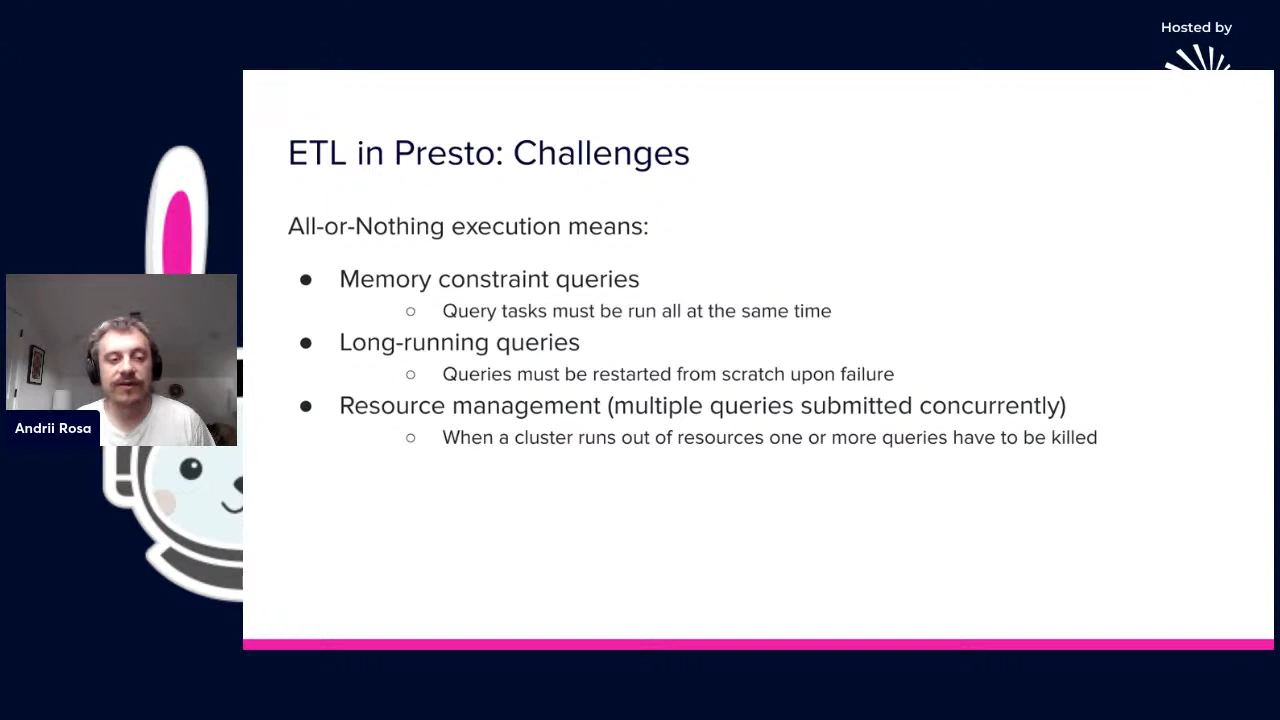 Hosted by
ETL in Presto: Challenges
All-or-Nothing execution means:
● Memory constraint queries
○ Query tasks must be run all at the same time
● Long-running queries
○ Queries must be restarted from scratch upon failure
● Resource management (multiple queries submitted concurrently)
○ When a cluster runs out of resources one or more queries have to be killed
Andrii Rosa